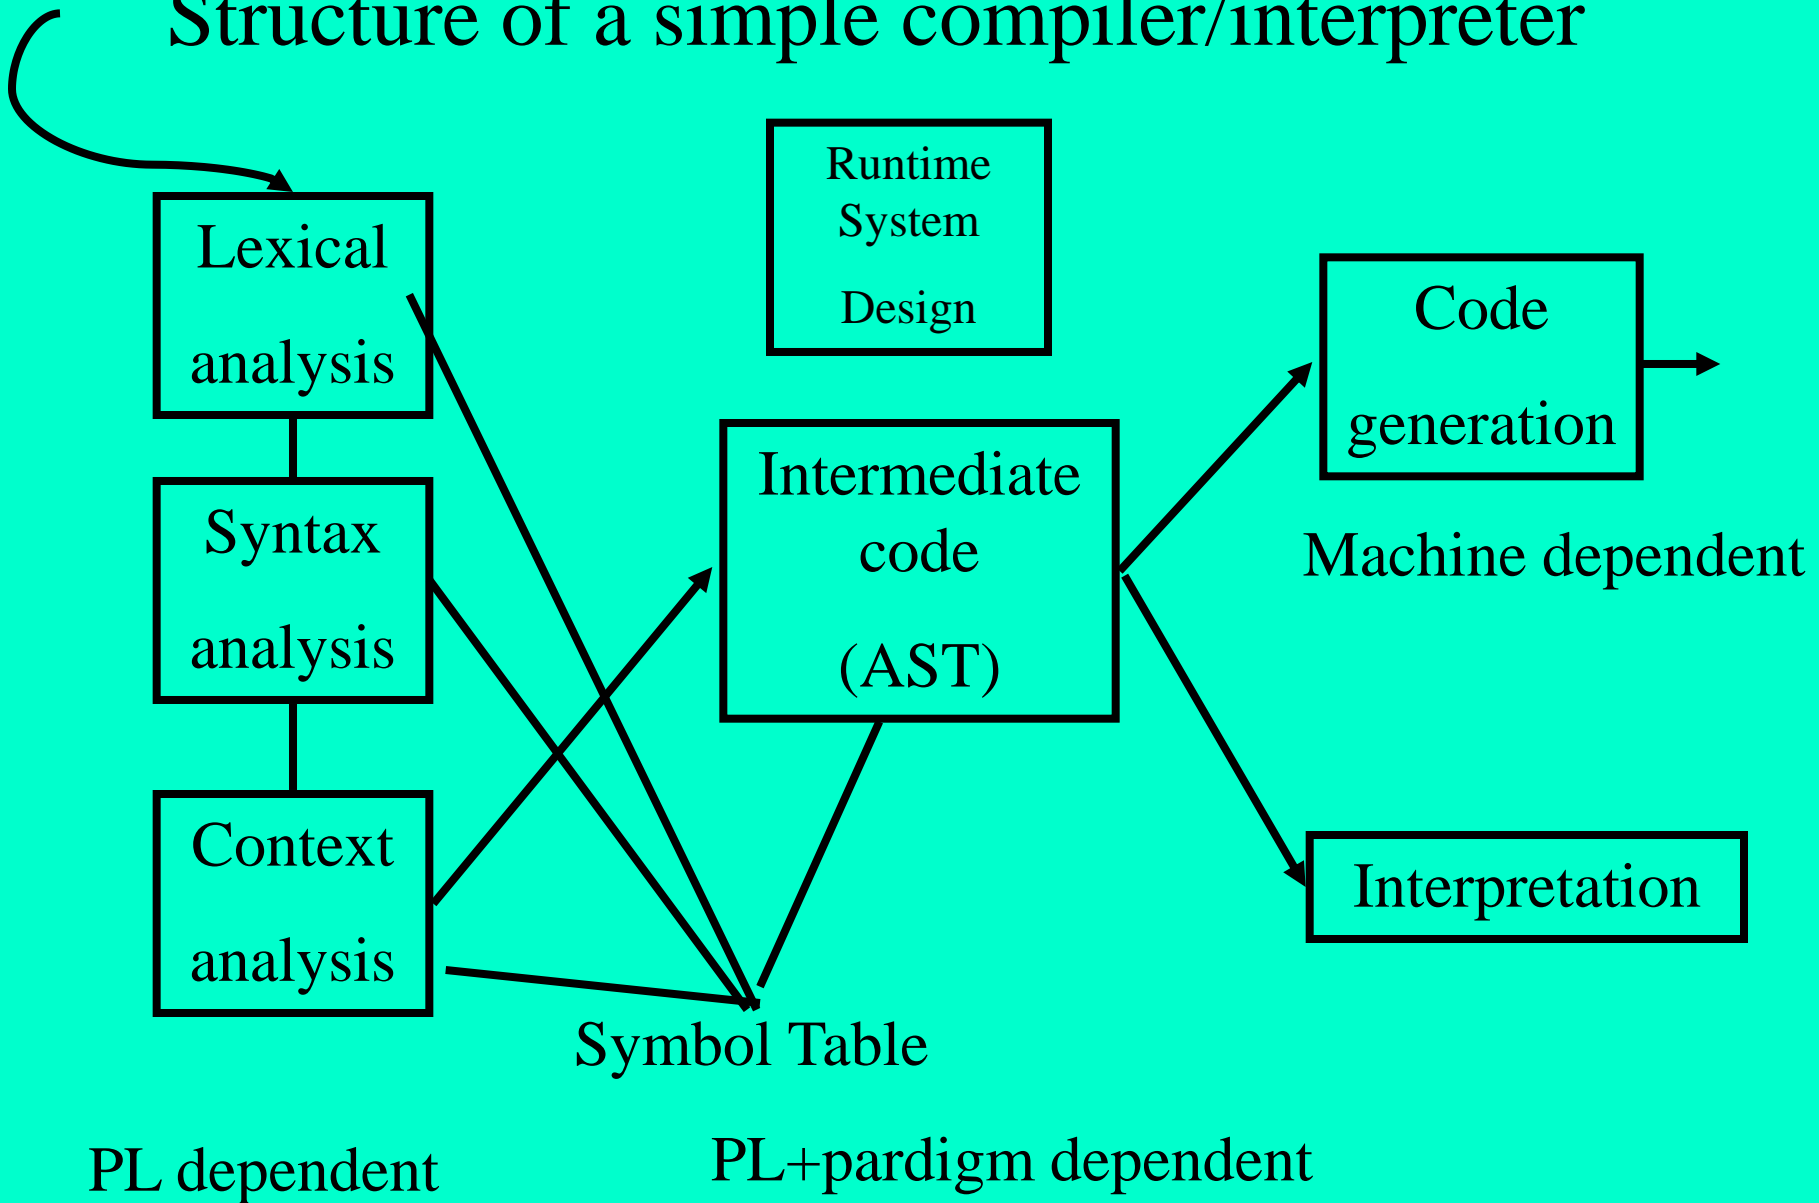 Structure of a simple compiler/interpreter
Runtime
System
Design
Lexical
analysis
Code
generation
Intermediate
code
(AST)
Syntax
analysis
Machine dependent
Context
analysis
Interpretation
Symbol Table
PL dependent
PL+pardigm dependent